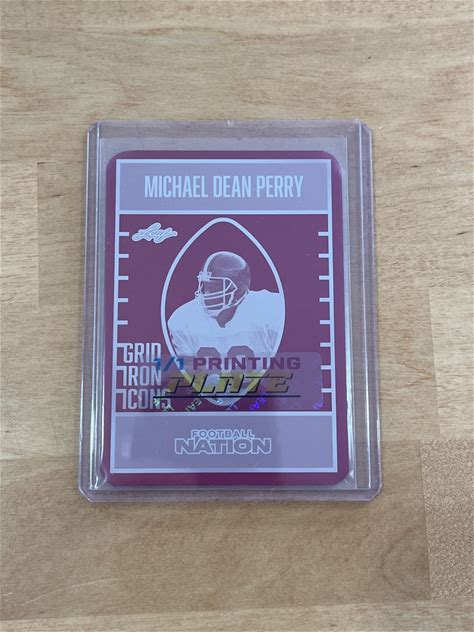 MICHAEL DEAN PERRY
Leaf
GRID
IRON
ICONS
1/1 PRINTING
PLATE
FOOTBALL
NATION